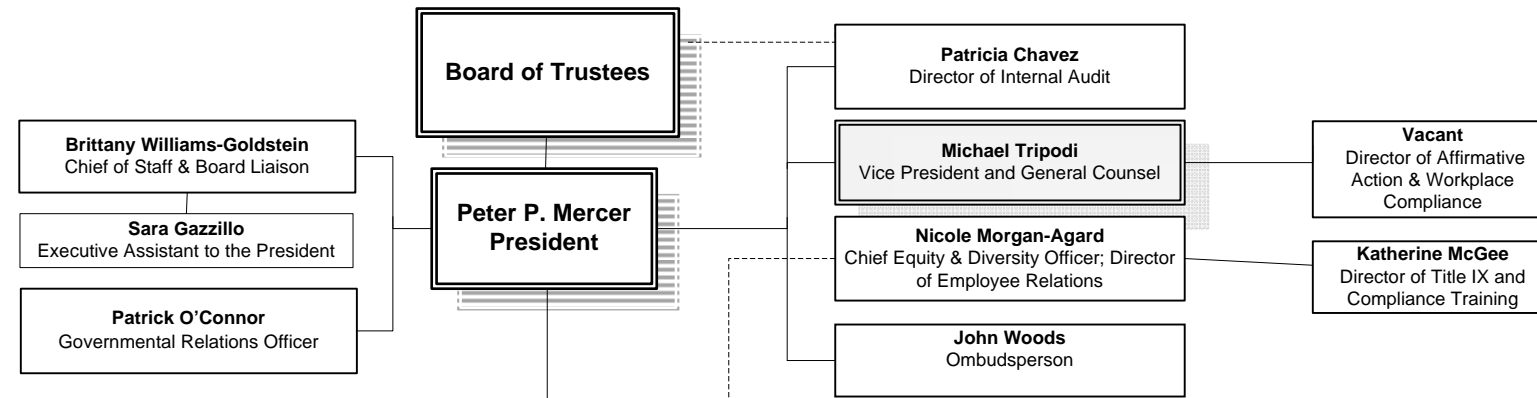 Board of Trustees
Patricia Chavez
Director of Internal Audit
Brittany Williams-Goldstein
Chief of Staff & Board Liaison
Michael Tripodi
Vice President and General Counsel
Vacant
Director of Affirmative
Action & Workplace
Compliance
Peter P. Mercer
President
Sara Gazzillo
Executive Assistant to the President
Nicole Morgan-Agard
Chief Equity & Diversity Officer; Director
of Employee Relations
Katherine McGee
Director of Title IX and
Compliance Training
Patrick O’Connor
Governmental Relations Officer
John Woods
Ombudsperson